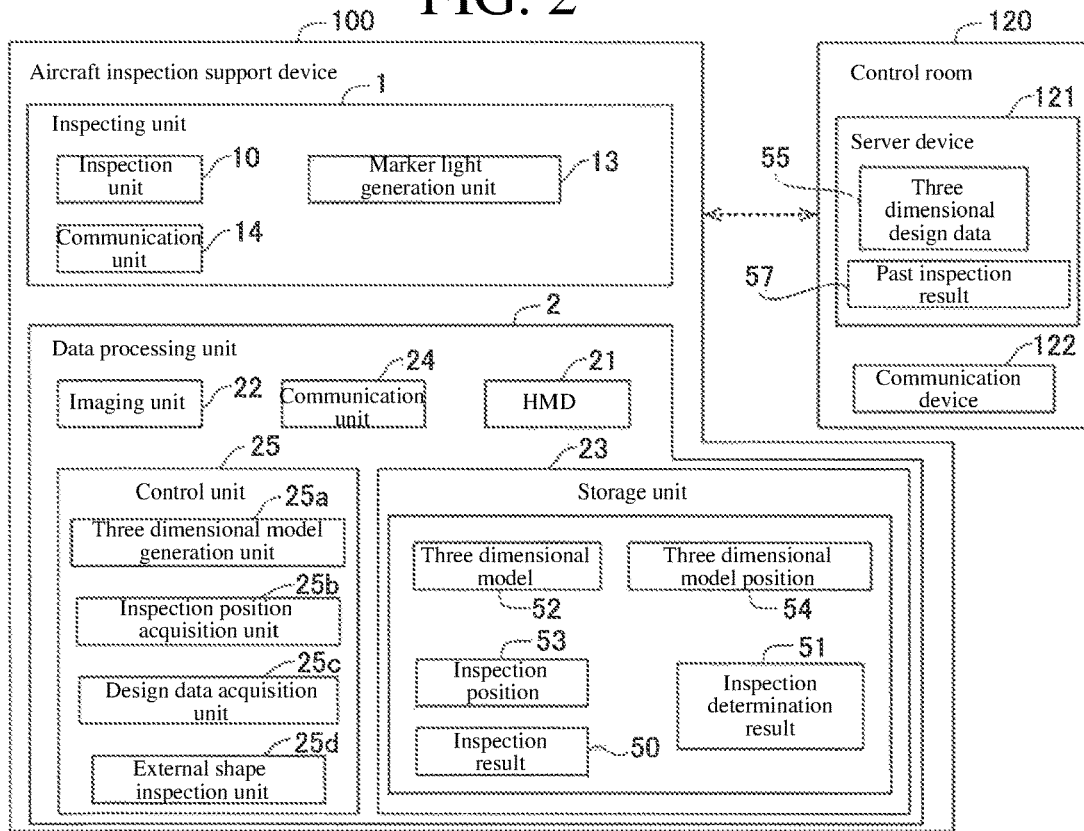 FIG. 2
100
120
Aircraft inspection support device
1
Inspecting unit
Inspection
unit
10
Marker light
generation unit
13
Communication
unit
14
Control room
121
Server device
55
Three
dimensional
design data
57
Past inspection
result
122
Communication
device
2
Data processing unit
Imaging unit
22
24
Communication
unit
21
HMD
25
Control unit
25a
Three dimensional model
generation unit
25b
Inspection position
acquisition unit
25c
Design data acquisition
unit
25d
External shape
inspection unit
23
Storage unit
Three dimensional
model
52
Three dimensional
model position
54
53
Inspection
position
51
Inspection
determination
result
Inspection
result
50